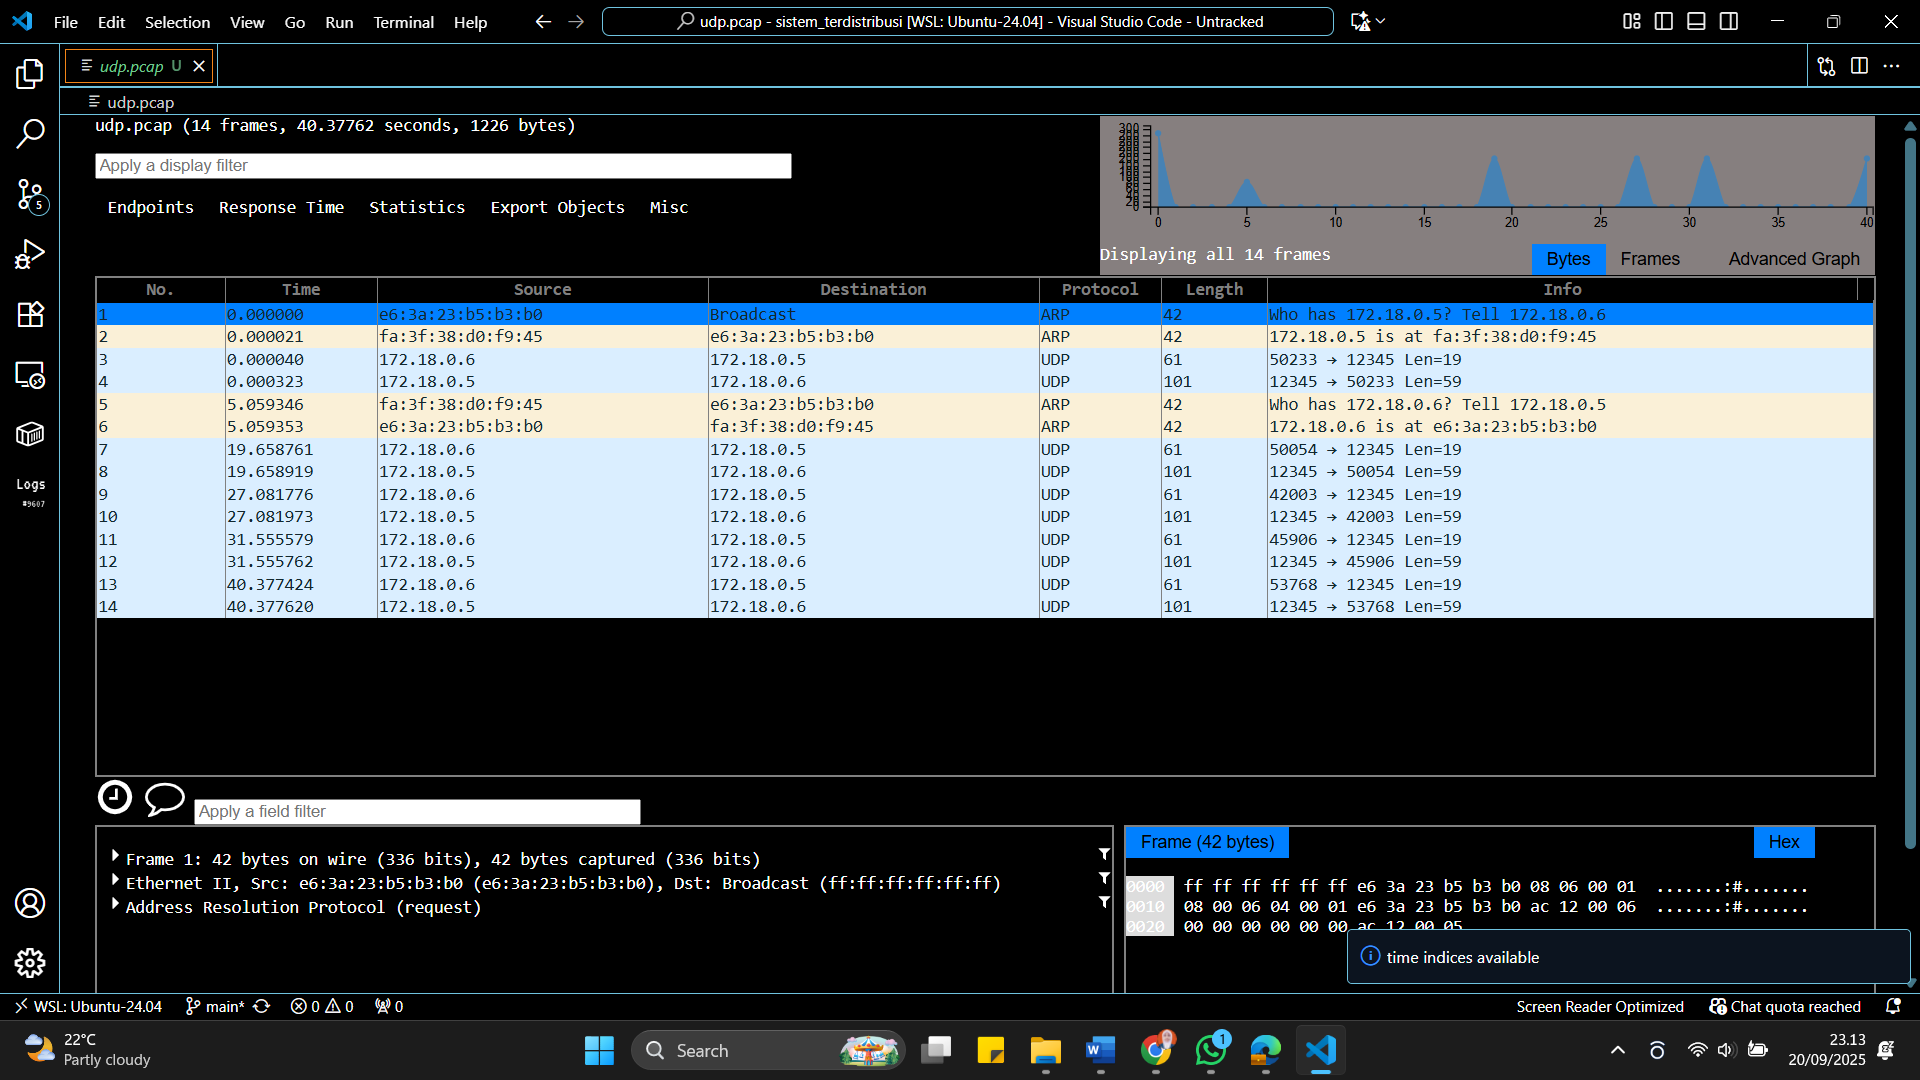 File Edit Selection View Go Run Terminal Help
udp.pcap - sistem_terdistribusi [WSL: Ubuntu-24.04] - Visual Studio Code - Untracked
udp.pcap U
udp.pcap
udp.pcap (14 frames, 40.37762 seconds, 1226 bytes)
Apply a display filter
Endpoints Response Time Statistics Export Objects Misc
0 5 10 15 20 25 30 35 40
Displaying all 14 frames
Bytes Frames Advanced Graph
5
Logs
#9607
No. Time Source Destination Protocol Length Info
1 0.000000 e6:3a:23:b5:b3:b0 Broadcast ARP 42 Who has 172.18.0.5? Tell 172.18.0.6
2 0.000021 fa:3f:38:d0:f9:45 e6:3a:23:b5:b3:b0 ARP 42 172.18.0.5 is at fa:3f:38:d0:f9:45
3 0.000040 172.18.0.6 172.18.0.5 UDP 61 50233 → 12345 Len=19
4 0.000323 172.18.0.5 172.18.0.6 UDP 101 12345 → 50233 Len=59
5 5.059346 fa:3f:38:d0:f9:45 e6:3a:23:b5:b3:b0 ARP 42 Who has 172.18.0.6? Tell 172.18.0.5
6 5.059353 e6:3a:23:b5:b3:b0 fa:3f:38:d0:f9:45 ARP 42 172.18.0.6 is at e6:3a:23:b5:b3:b0
7 19.658761 172.18.0.6 172.18.0.5 UDP 61 50054 → 12345 Len=19
8 19.658919 172.18.0.5 172.18.0.6 UDP 101 12345 → 50054 Len=59
9 27.081776 172.18.0.6 172.18.0.5 UDP 61 42003 → 12345 Len=19
10 27.081973 172.18.0.5 172.18.0.6 UDP 101 12345 → 42003 Len=59
11 31.555579 172.18.0.6 172.18.0.5 UDP 61 45906 → 12345 Len=19
12 31.555762 172.18.0.5 172.18.0.6 UDP 101 12345 → 45906 Len=59
13 40.377424 172.18.0.6 172.18.0.5 UDP 61 53768 → 12345 Len=19
14 40.377620 172.18.0.5 172.18.0.6 UDP 101 12345 → 53768 Len=59
Apply a field filter
Frame 1: 42 bytes on wire (336 bits), 42 bytes captured (336 bits)
Ethernet II, Src: e6:3a:23:b5:b3:b0 (e6:3a:23:b5:b3:b0), Dst: Broadcast (ff:ff:ff:ff:ff:ff)
Address Resolution Protocol (request)
Frame (42 bytes) Hex
0000 ff ff ff ff ff ff e6 3a 23 b5 b3 b0 08 06 00 01 .......:#.......
0010 08 00 06 04 00 01 e6 3a 23 b5 b3 b0 ac 12 00 06 .......:#.......
0020 00 00 00 00 00 00 ac 12 00 05
time indices available
WSL: Ubuntu-24.04 main* 0 0 0 Screen Reader Optimized Chat quota reached
22°C
Partly cloudy
Search
1
23.13
20/09/2025